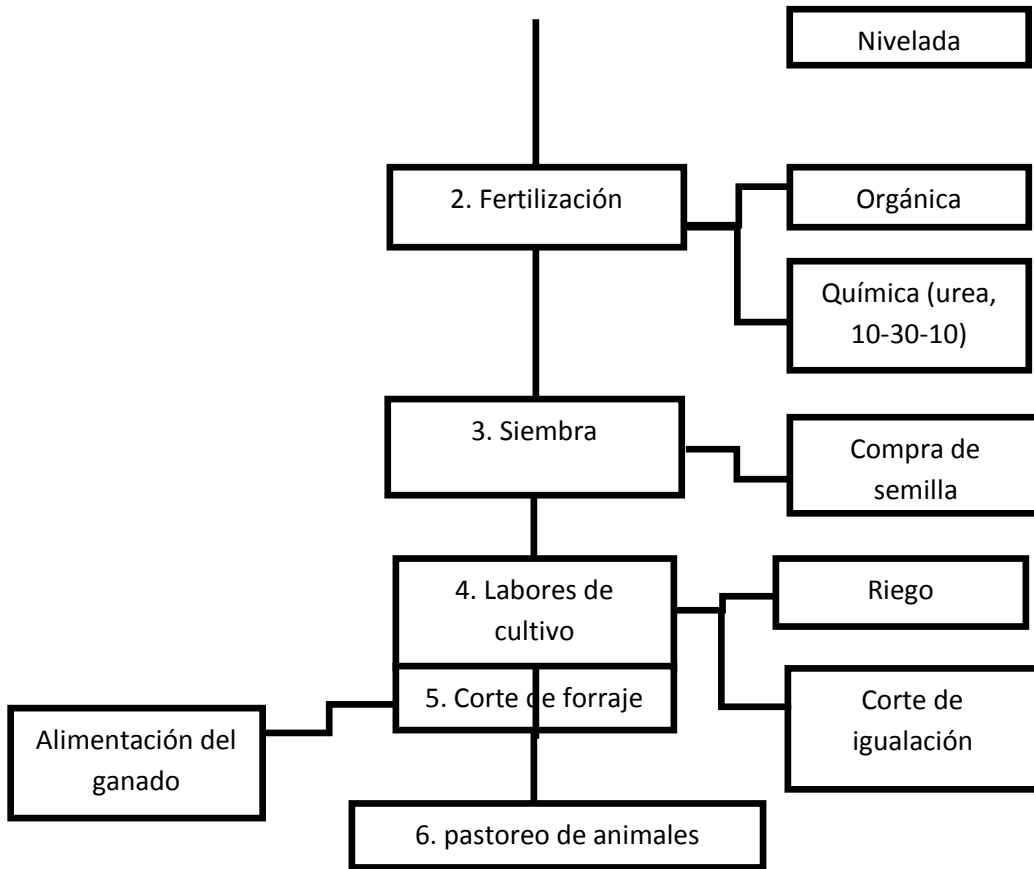 Nivelada
2. Fertilización
Orgánica
Química (urea,
10-30-10)
3. Siembra
Compra de
semilla
4. Labores de
cultivo
Riego
5. Corte de forraje
Corte de
igualación
Alimentación del
ganado
6. pastoreo de animales